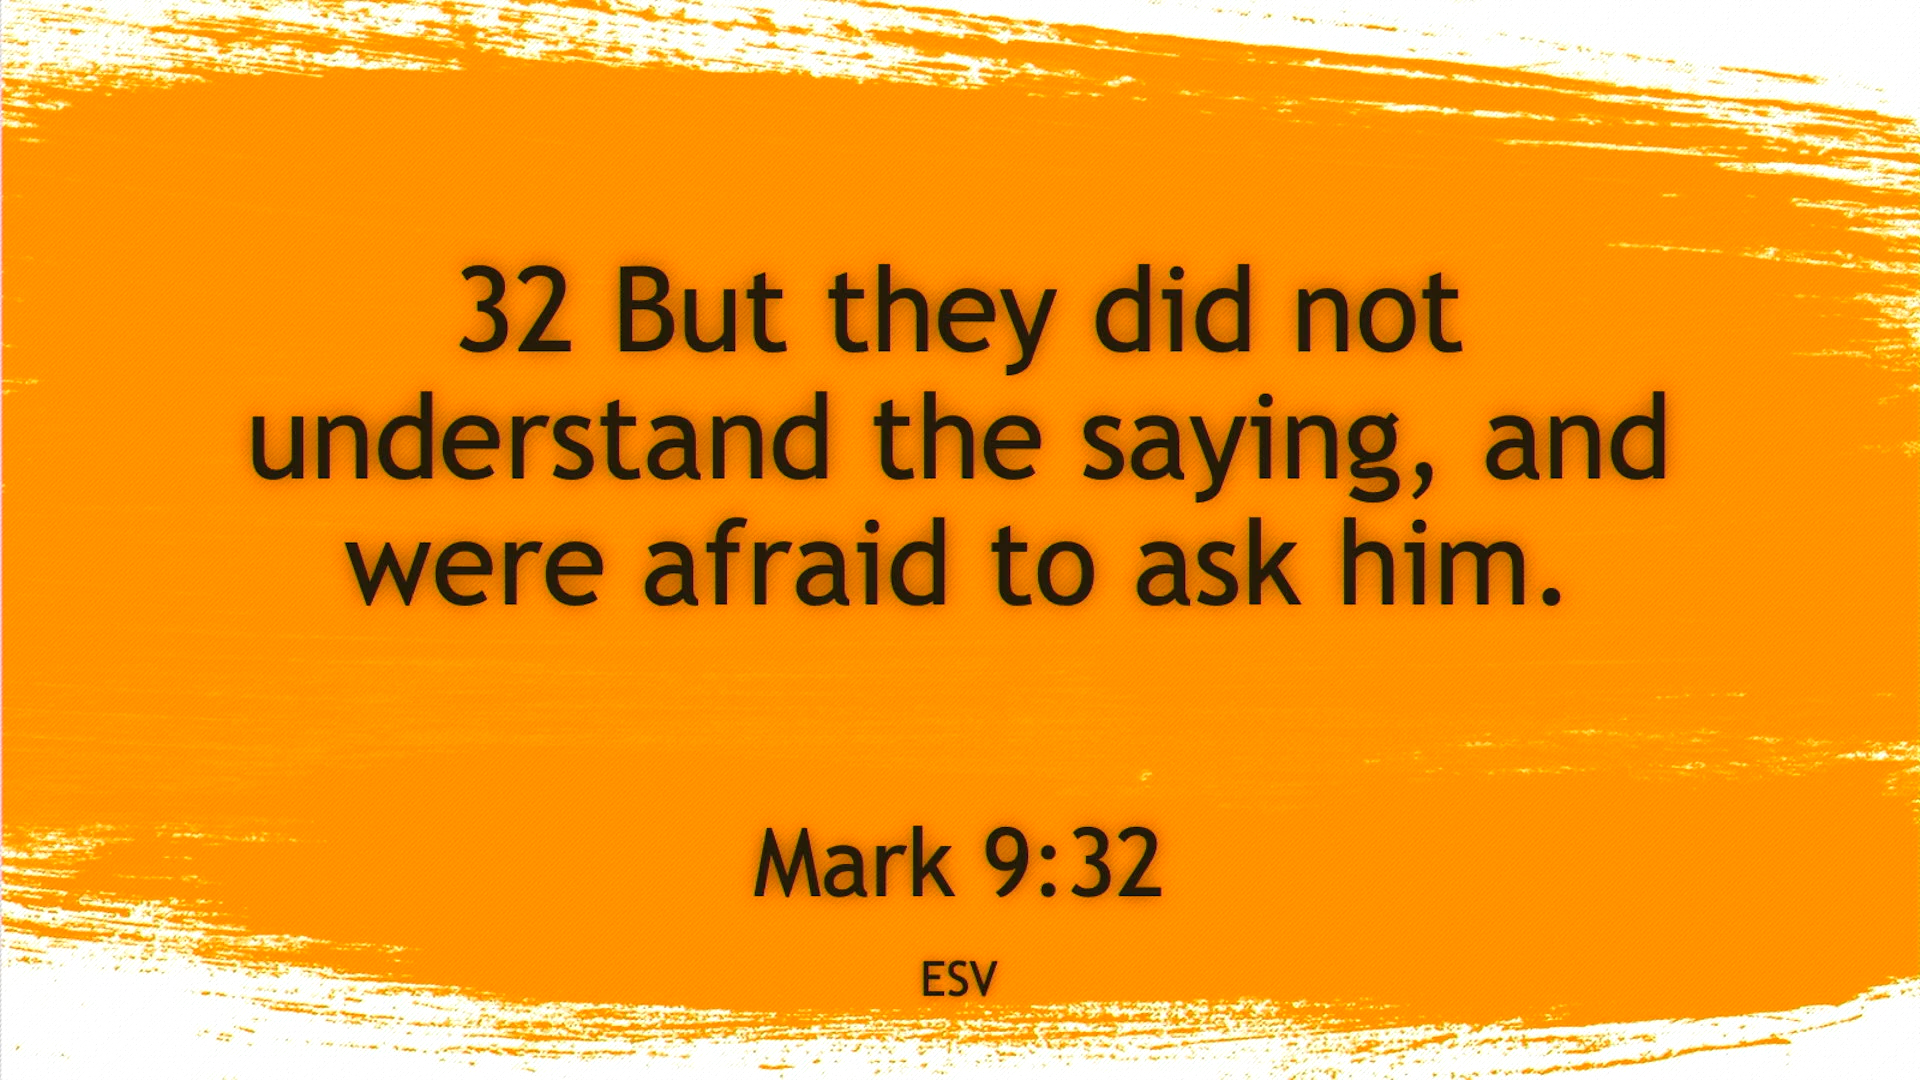 32 But they did not
understand the saying, and
were afraid to ask him.
Mark 9:32
ESV